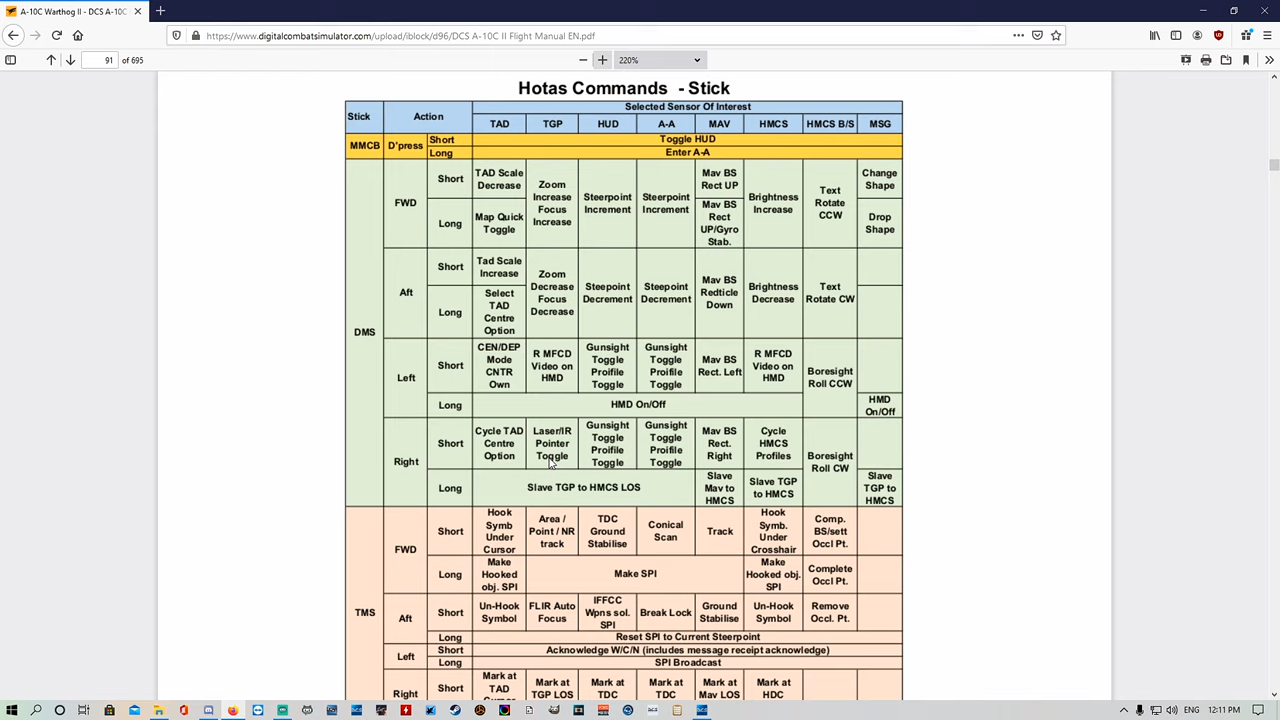 A-10C Warthog II - DCS A-10C
https://www.digitalcombatsimulator.com/upload/iblock/d96/DCS A-10C II Flight Manual EN.pdf
91 of 695
220%
Hotas Commands - Stick
Stick
Action
Selected Sensor Of Interest
TAD TGP HUD A-A MAV HMCS HMCS B/S MSG
MMCB
D'press
Short
Toggle HUD
Long
Enter A-A
DMS
FWD
Short
TAD Scale
Decrease
Zoom
Increase
Focus
Increase
Steerpoint
Increment
Steerpoint
Increment
Mav BS
Rect UP
Brightness
Increase
Text
Rotate
CCW
Change
Shape
Long
Map Quick
Toggle
Mav BS
Rect
UP/Gyro
Stab.
Drop
Shape
Aft
Short
Tad Scale
Increase
Zoom
Decrease
Focus
Decrease
Steepoint
Decrement
Steepoint
Decrement
Mav BS
Redticle
Down
Brightness
Decrease
Text
Rotate CW
Long
Select
TAD
Centre
Option
Left
Short
CEN/DEP
Mode
CNTR
Own
R MFCD
Video on
HMD
Gunsight
Toggle
Proifile
Toggle
Gunsight
Toggle
Proifile
Toggle
Mav BS
Rect. Left
R MFCD
Video on
HMD
Boresight
Roll CCW
Long
HMD On/Off
HMD
On/Off
Right
Short
Cycle TAD
Centre
Option
Laser/IR
Pointer
Toggle
Gunsight
Toggle
Proifile
Toggle
Gunsight
Toggle
Proifile
Toggle
Mav BS
Rect.
Right
Cycle
HMCS
Profiles
Boresight
Roll CW
Long
Slave TGP to HMCS LOS
Slave
Mav to
HMCS
Slave TGP
to HMCS
Slave
TGP to
HMCS
TMS
FWD
Short
Hook
Symb
Under
Cursor
Area /
Point / NR
track
TDC
Ground
Stabilise
Conical
Scan
Track
Hook
Symb.
Under
Crosshair
Comp.
BS/sett
Occl Pt.
Long
Make
Hooked
obj. SPI
Make SPI
Make
Hooked obj.
SPI
Complete
Occl Pt.
Aft
Short
Un-Hook
Symbol
FLIR Auto
Focus
IFFCC
Wpns sol.
SPI
Break Lock
Ground
Stabilise
Un-Hook
Symbol
Remove
Occl. Pt.
Long
Reset SPI to Current Steerpoint
Left
Short
Acknowledge W/C/N (includes message receipt acknowledge)
Long
SPI Broadcast
Right
Short
Mark at
TAD
Cursor
Mark at
TGP LOS
Mark at
TDC
Mark at
TDC
Mark at
Mav LOS
Mark at
HDC
12:11 PM